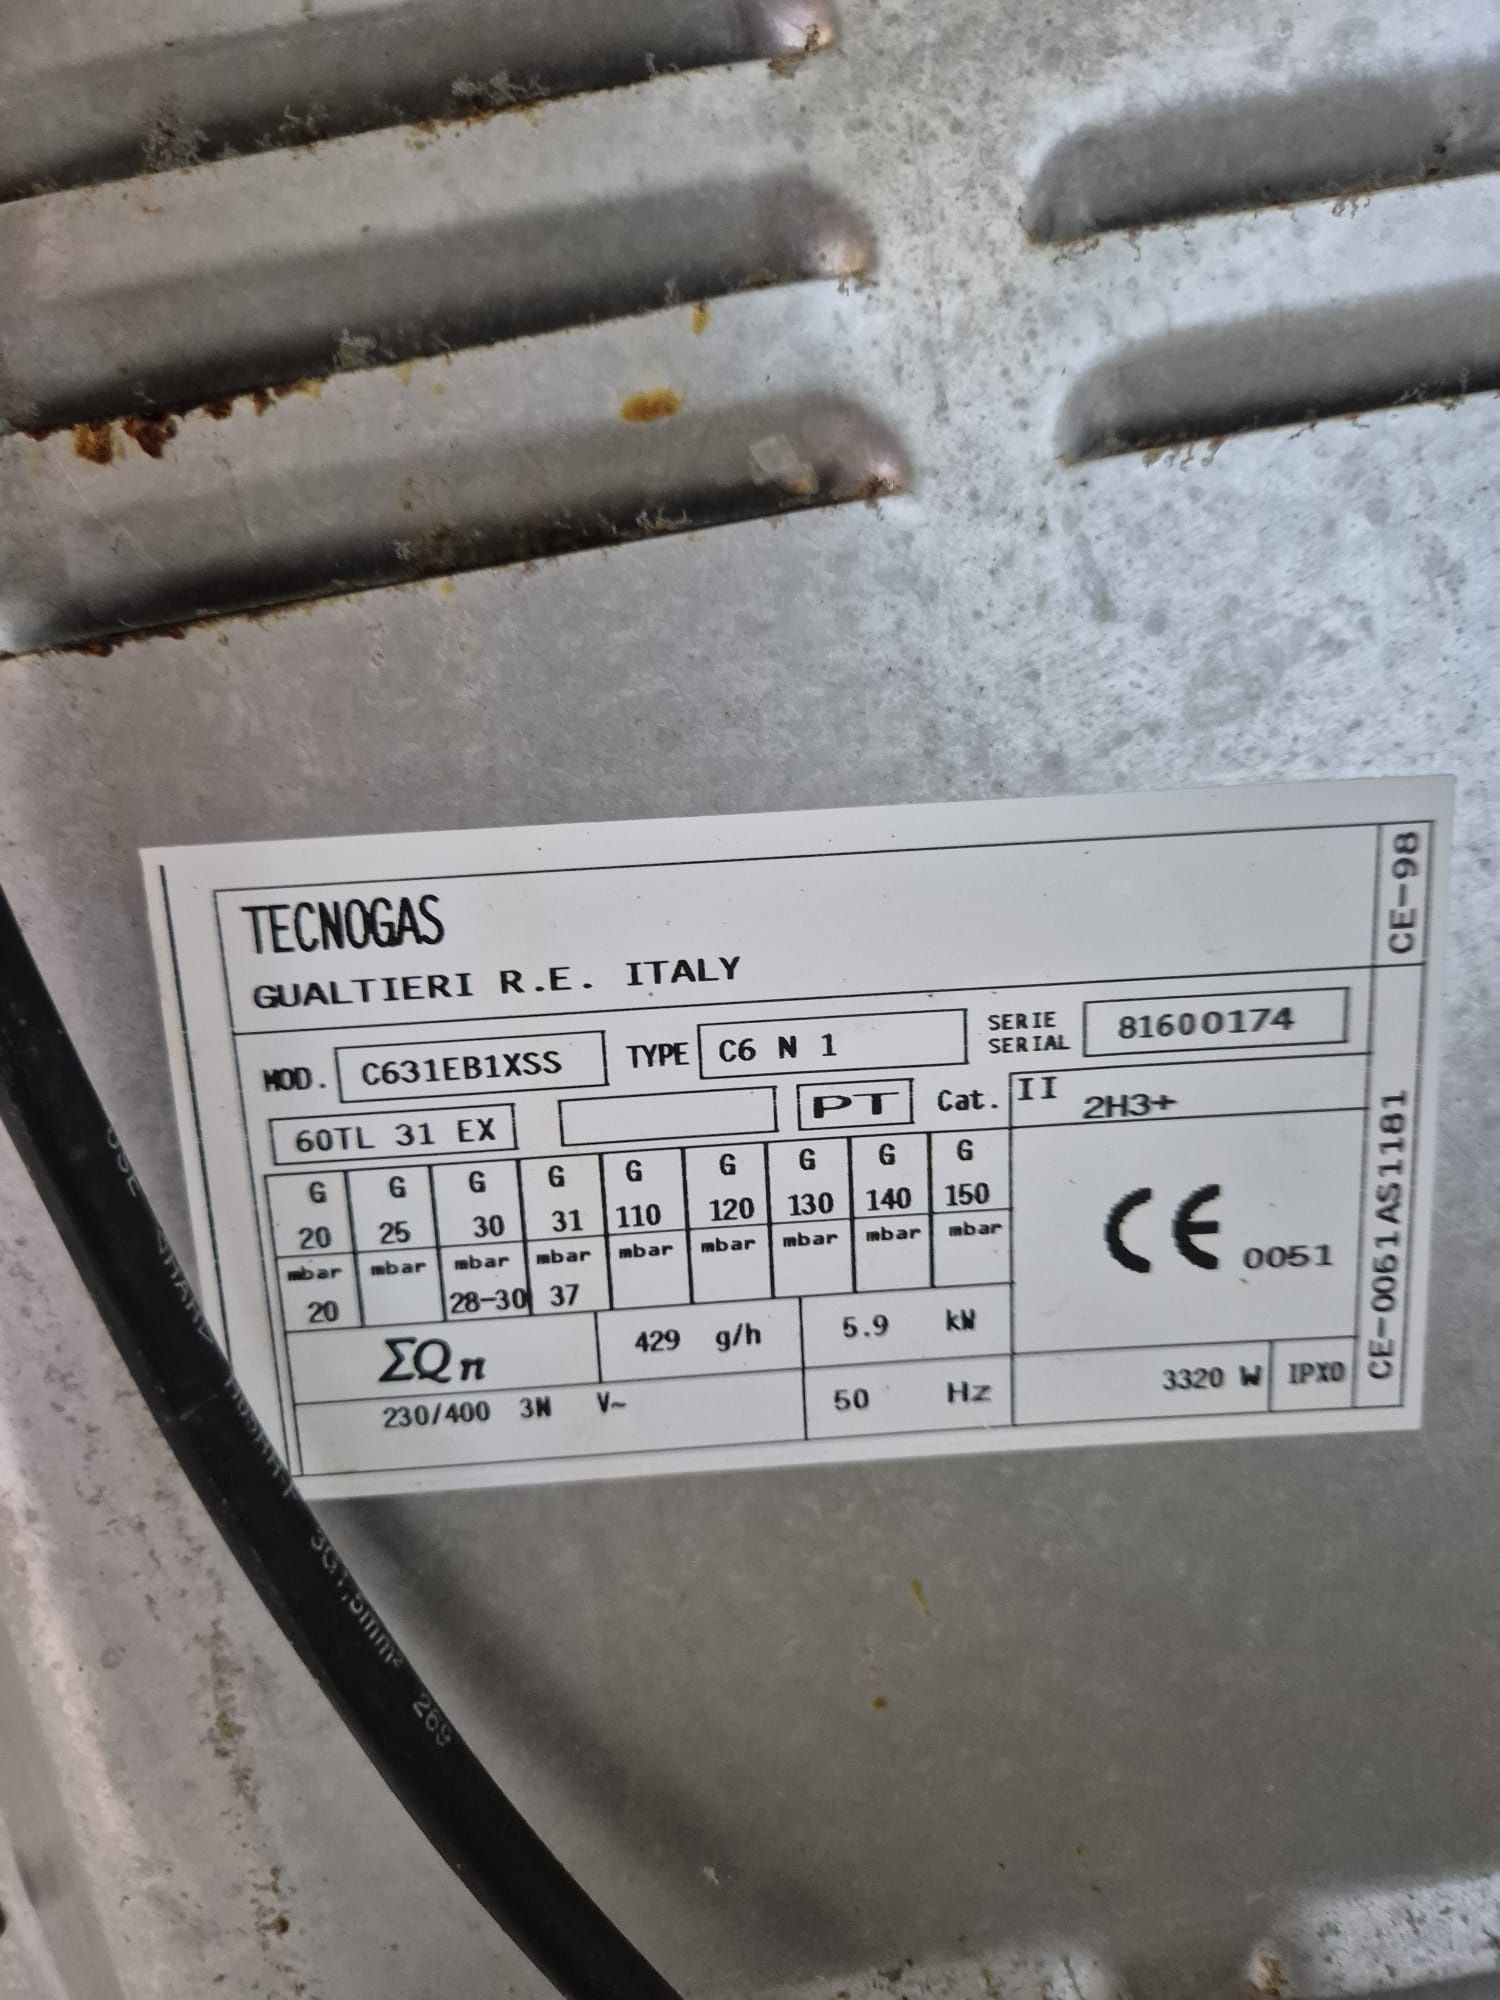 TECNOGAS
GUALTIERI R.E. ITALY
CE-98
MOD. C631EB1XSS TYPE C6 N 1 SERIE SERIAL 81600174
60TL 31 EX PT Cat. II 2H3+
G G G G G G G G G
20 25 30 31 110 120 130 140 150
mbar mbar mbar mbar mbar mbar mbar mbar mbar
20 28-30 37
CE 0051
CE-0051AS1181
ΣQn 429 g/h 5.9 kW
230/400 3N V~ 50 Hz 3320 W IPX0
3G1,5mm² 269